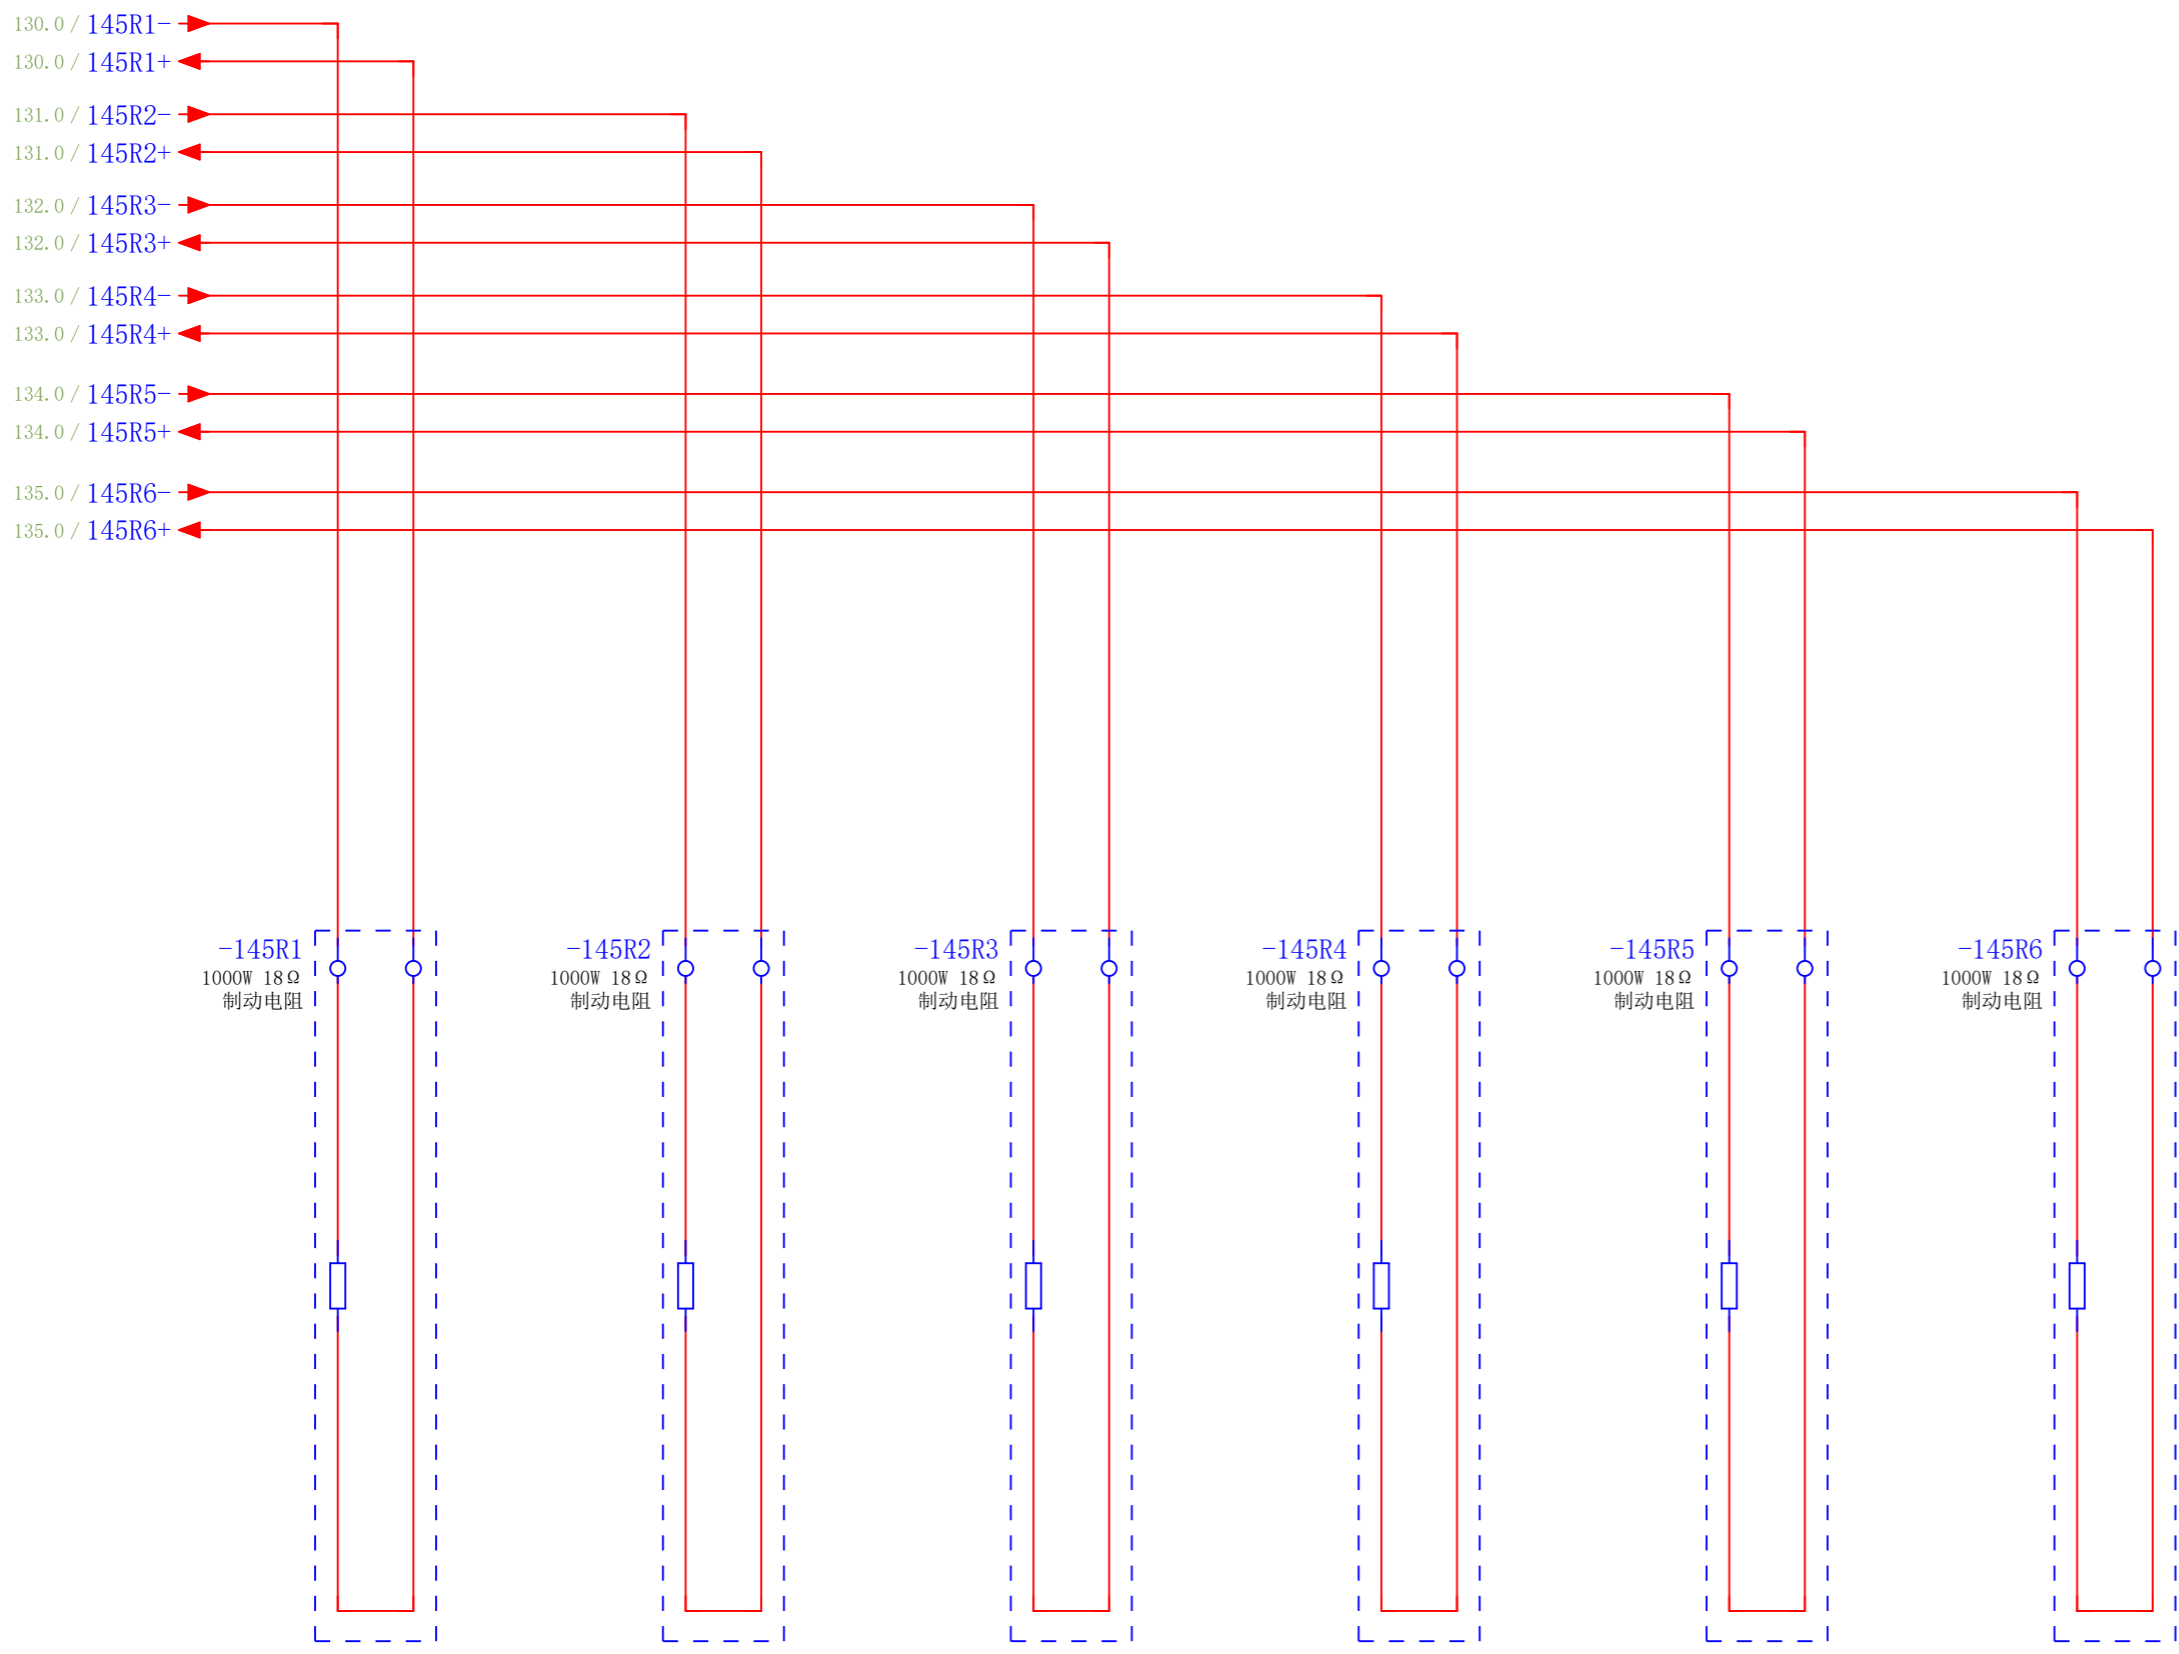 130.0 / 145R1-
130.0 / 145R1+
131.0 / 145R2-
131.0 / 145R2+
132.0 / 145R3-
132.0 / 145R3+
133.0 / 145R4-
133.0 / 145R4+
134.0 / 145R5-
134.0 / 145R5+
135.0 / 145R6-
135.0 / 145R6+
-145R1
1000W 18Ω
制动电阻
-145R2
1000W 18Ω
制动电阻
-145R3
1000W 18Ω
制动电阻
-145R4
1000W 18Ω
制动电阻
-145R5
1000W 18Ω
制动电阻
-145R6
1000W 18Ω
制动电阻